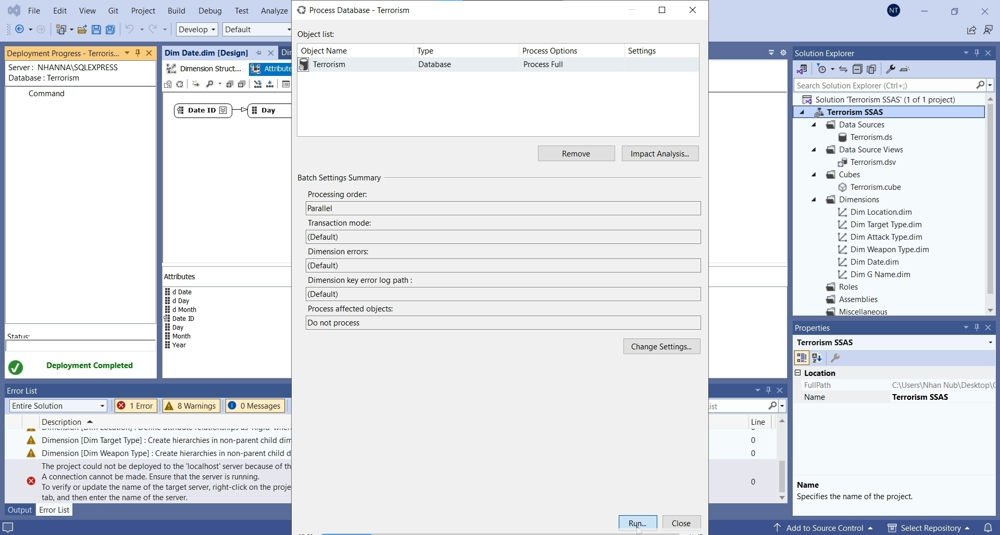 File Edit View Git Project Build Debug Test Analyze
NT
Develop Default
Process Database - Terrorism
Object list:
Object Name Type Process Options Settings
Terrorism Database Process Full
Remove Impact Analysis...
Batch Settings Summary
Processing order:
Parallel
Transaction mode:
(Default)
Dimension errors:
(Default)
Dimension key error log path :
(Default)
Process affected objects:
Do not process
Change Settings...
Run... Close
Deployment Progress - Terroris...
Server : NHANNA\SQLEXPRESS
Database : Terrorism
Command
Status:
Deployment Completed
Dim Date.dim [Design]
Dimension Struct... Attribute
Date ID Day
Attributes
d Date
d Day
d Month
Date ID
Day
Month
Year
Solution Explorer
Search Solution Explorer (Ctrl+;)
Solution 'Terrorism SSAS' (1 of 1 project)
Terrorism SSAS
Data Sources
Terrorism.ds
Data Source Views
Terrorism.dsv
Cubes
Terrorism.cube
Dimensions
Dim Location.dim
Dim Target Type.dim
Dim Attack Type.dim
Dim Weapon Type.dim
Dim Date.dim
Dim G Name.dim
Roles
Assemblies
Miscellaneous
Properties
Terrorism SSAS
Location
FullPath C:\Users\Nhan Nub\Desktop\
Name Terrorism SSAS
Name
Specifies the name of the project.
Error List
Entire Solution 1 Error 8 Warnings 0 Messages
Description Line
Dimension [Dim Location] : Define attribute relationships as 'Rigid' where
Dimension [Dim Target Type] : Create hierarchies in non-parent child dim 0
Dimension [Dim Weapon Type] : Create hierarchies in non-parent child d 0
The project could not be deployed to the 'localhost' server because of th
A connection cannot be made. Ensure that the server is running. 0
To verify or update the name of the target server, right-click on the proje
tab, and then enter the name of the server.
Output Error List
Add to Source Control Select Repository